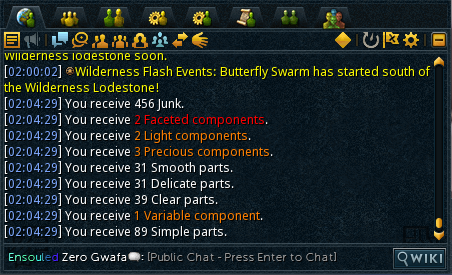 Wilderness lodestone soon.
[02:00:02] Wilderness Flash Events: Butterfly Swarm has started south of
the Wilderness Lodestone!
[02:04:29] You receive 456 Junk.
[02:04:29] You receive 2 Faceted components.
[02:04:29] You receive 2 Light components.
[02:04:29] You receive 3 Precious components.
[02:04:29] You receive 31 Smooth parts.
[02:04:29] You receive 31 Delicate parts.
[02:04:29] You receive 39 Clear parts.
[02:04:29] You receive 1 Variable component.
[02:04:29] You receive 89 Simple parts.
Ensouled Zero Gwafa: [Public Chat - Press Enter to Chat]
WIKI